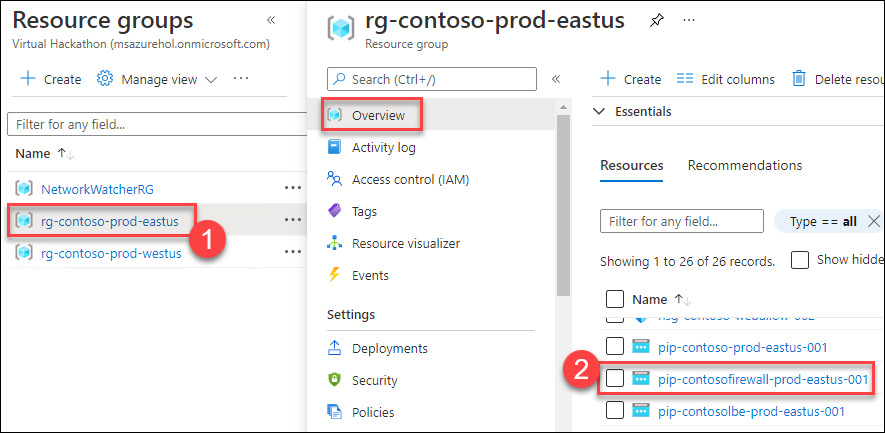 Resource groups
Virtual Hackathon (msazurehol.onmicrosoft.com)
Create
Manage view
Filter for any field...
Name
NetworkWatcherRG
rg-contoso-prod-eastus
1
rg-contoso-prod-westus
rg-contoso-prod-eastus
Resource group
Search (Ctrl+/)
Overview
Activity log
Access control (IAM)
Tags
Resource visualizer
Events
Settings
Deployments
Security
Policies
Create
Edit columns
Delete resou
Essentials
Resources
Recommendations
Filter for any field...
Type == all
Showing 1 to 26 of 26 records.
Show hidde
Name
pip-contoso-prod-eastus-001
2
pip-contosofirewall-prod-eastus-001
pip-contosolbe-prod-eastus-001